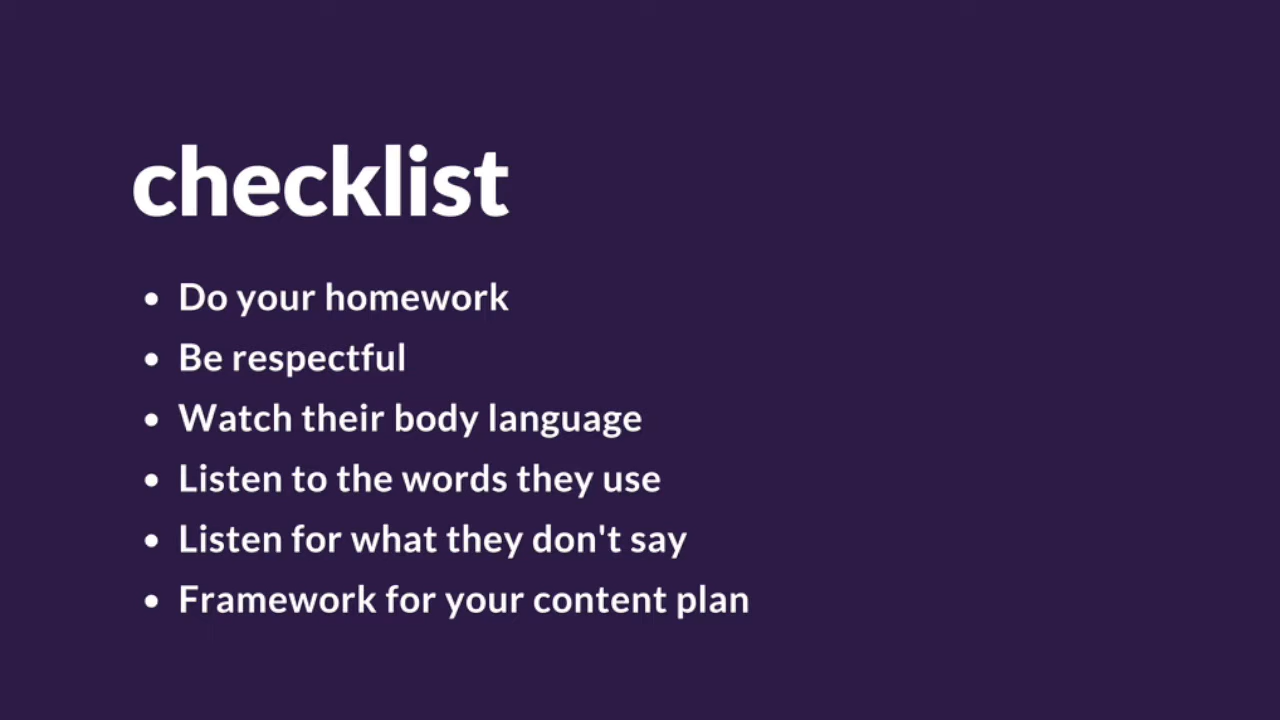 checklist
• Do your homework
• Be respectful
• Watch their body language
• Listen to the words they use
• Listen for what they don't say
• Framework for your content plan